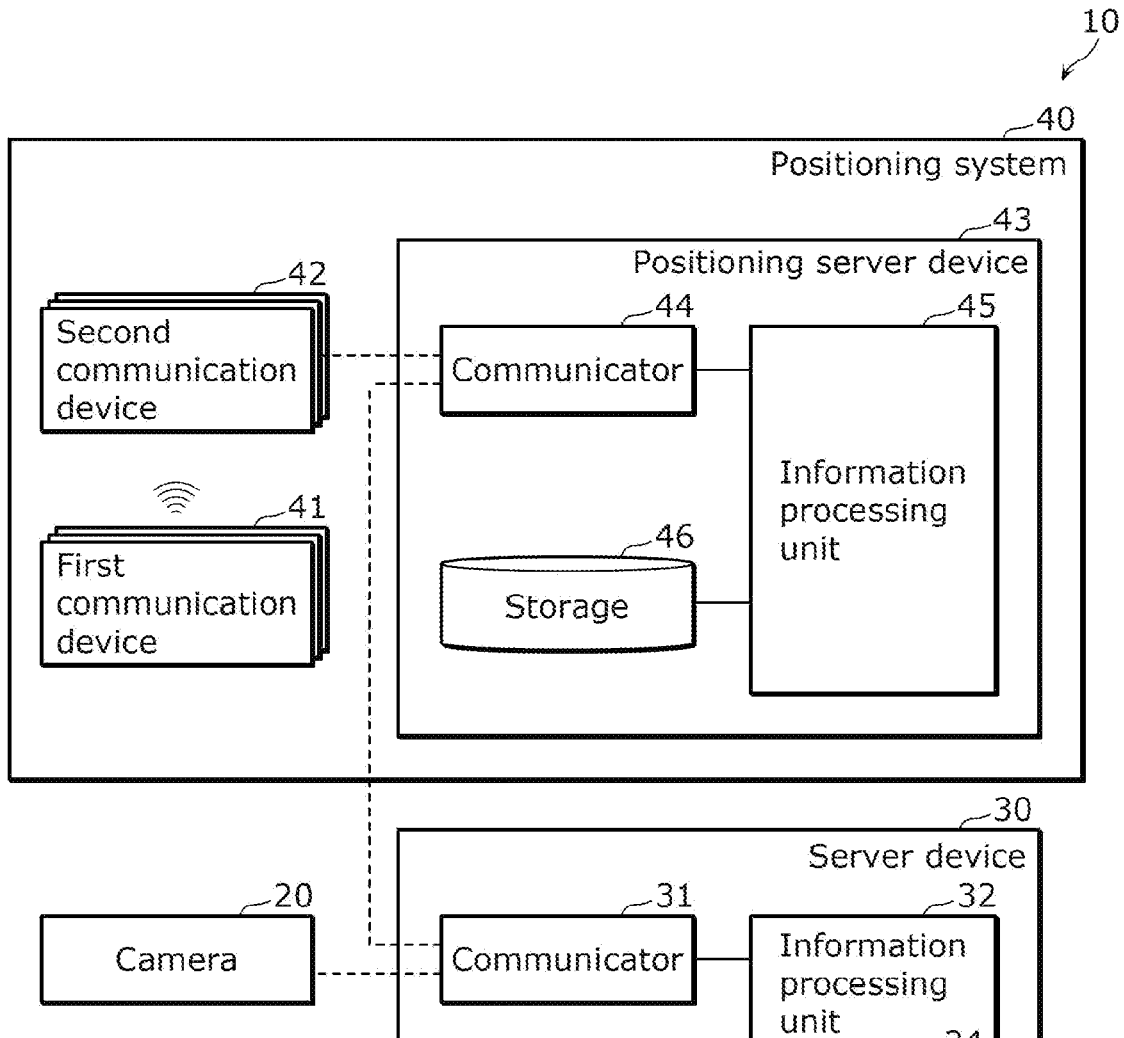 10
40
Positioning system
43
Positioning server device
42
Second
communication
device
44
Communicator
45
Information
processing
unit
41
First
communication
device
46
Storage
30
Server device
20
Camera
31
Communicator
32
Information
processing
unit